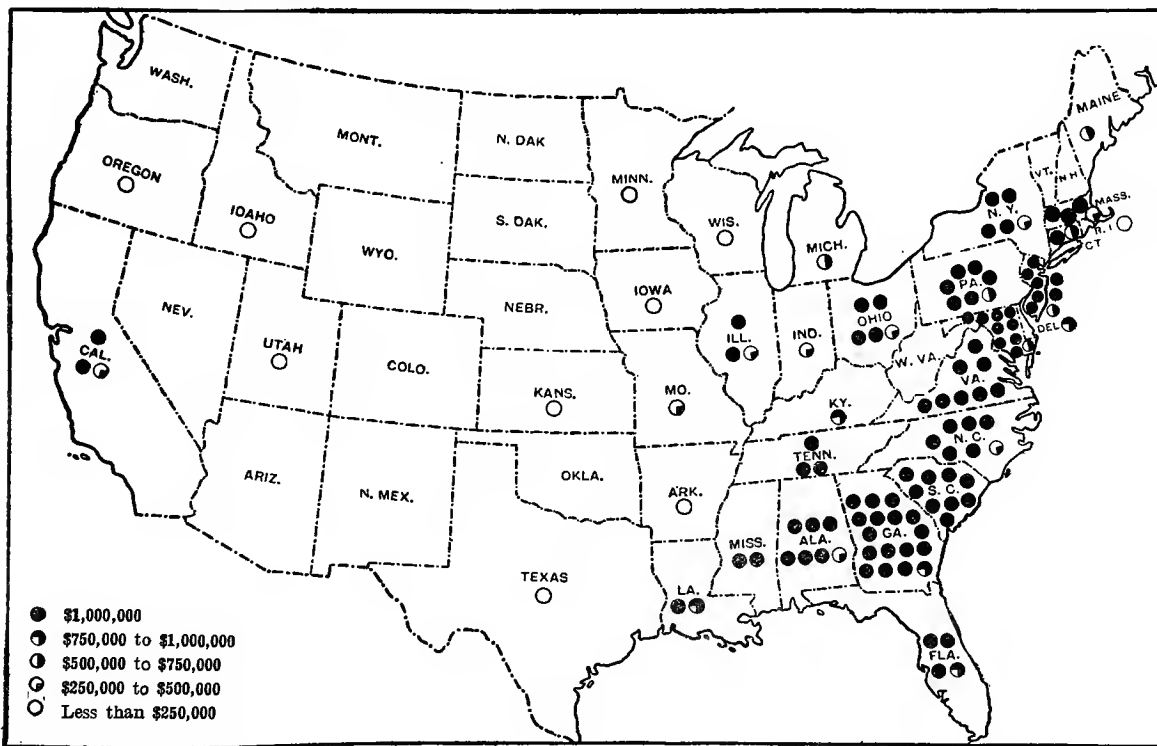 WASH.
MAINE
MONT.
N. DAK
OREGON
MINN.
VT.
N H
IDAHO
S. DAK.
WIS.
N. Y.
MASS.
MICH.
R. I
CT.
WYO.
IOWA
PA.
NEV.
NEBR.
OHIO
DEL
CAL.
UTAH
COLO.
ILL.
IND.
W. VA.
KANS.
MO.
KY.
VA.
N. C.
TENN.
ARIZ.
N. MEX.
OKLA.
ARK.
S. C.
MISS.
ALA.
GA.
TEXAS
LA.
FLA.
$1,000,000
$750,000 to $1,000,000
$500,000 to $750,000
$250,000 to $500,000
Less than $250,000